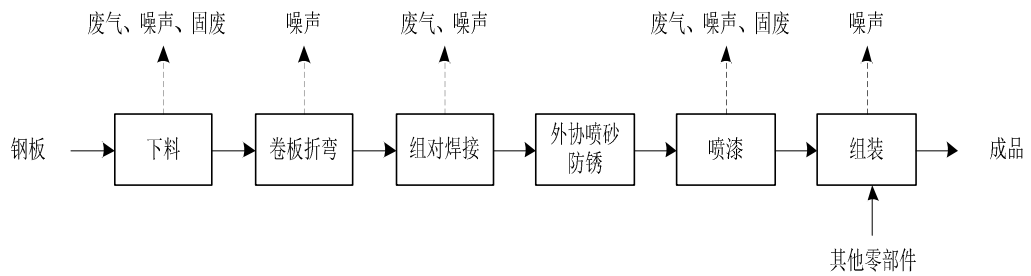 废气、噪声、固废
噪声
废气、噪声
废气、噪声、固废
噪声
钢板
下料
卷板折弯
组对焊接
外协喷砂
防锈
喷漆
组装
成品
其他零部件